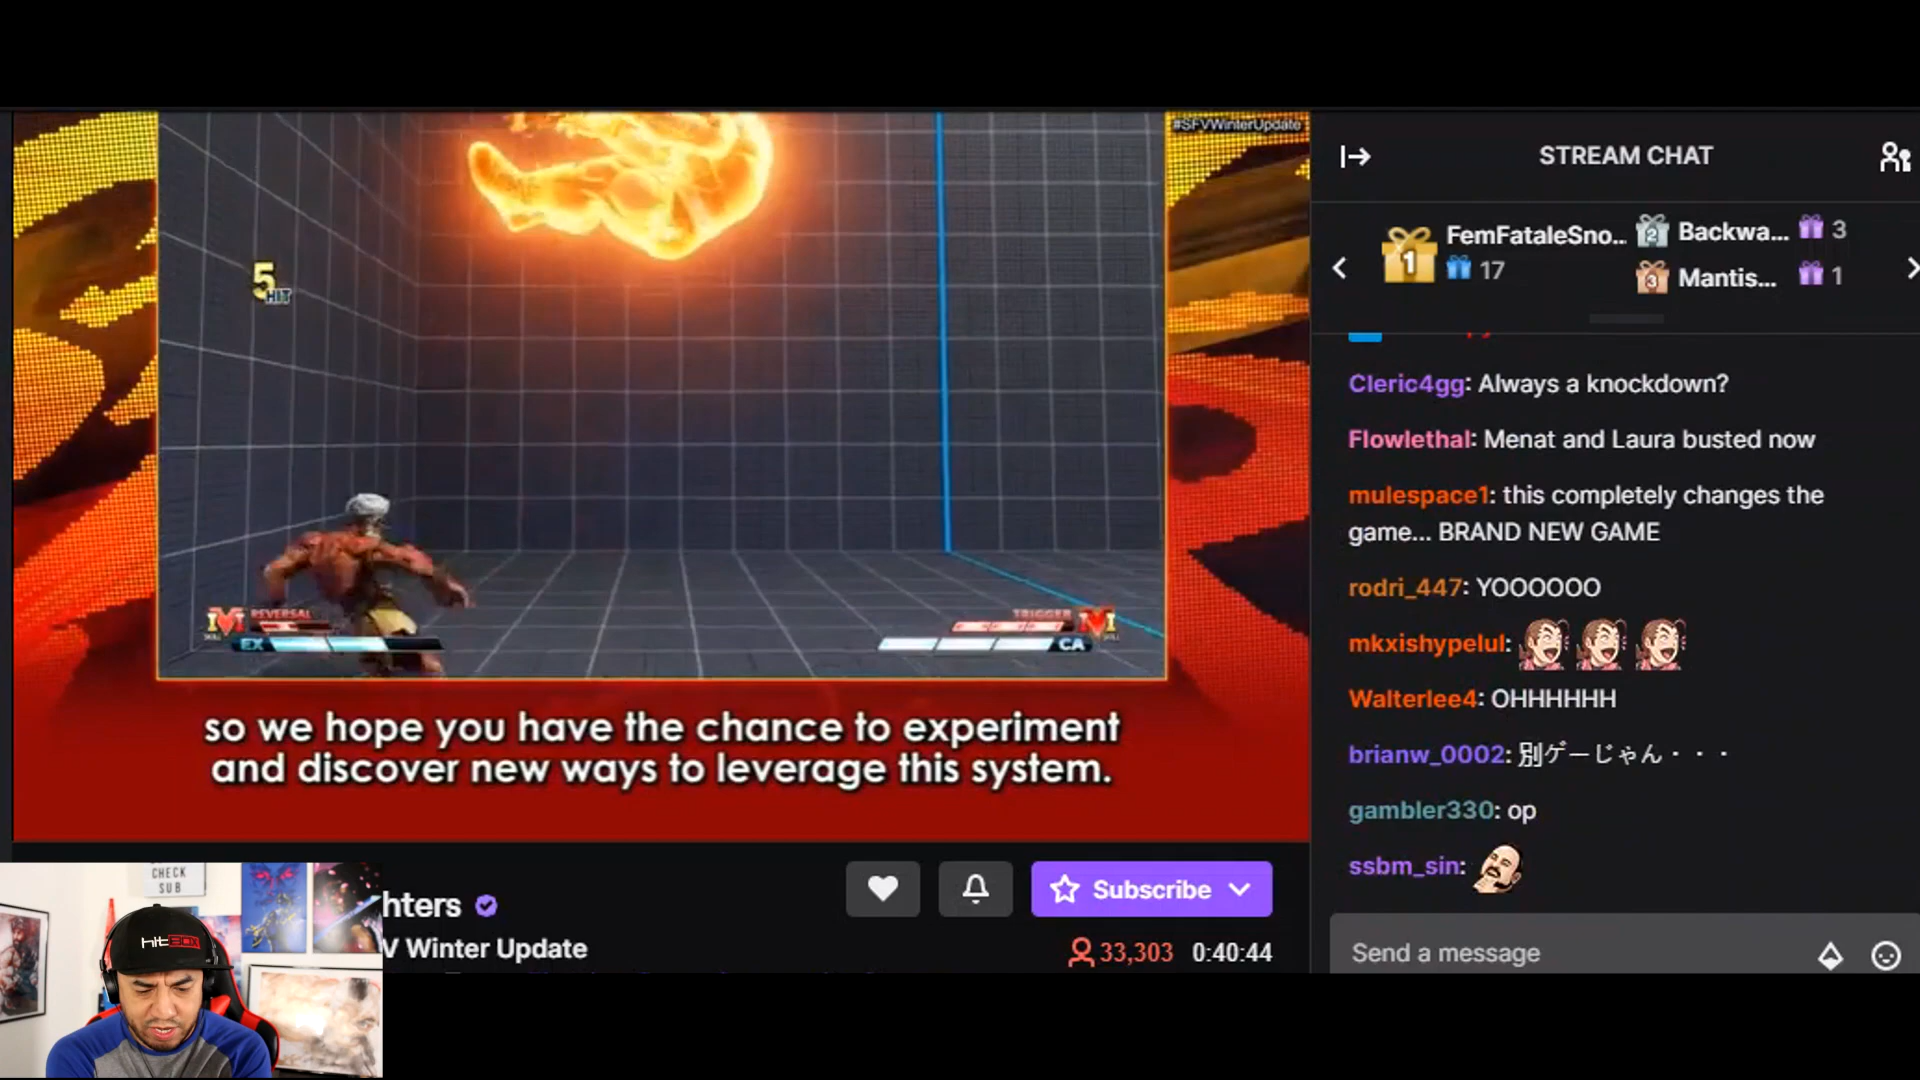 #SFVWinterUpdate
5
HIT
REVERSAL
EX
TRIGGER
CA
so we hope you have the chance to experiment
and discover new ways to leverage this system.
CHECK
SUB
hitBOX
hters
V Winter Update
Subscribe
33,303 0:40:44
STREAM CHAT
1 FemFataleSno...
17
2 Backwa... 3
3 Mantis... 1
Cleric4gg: Always a knockdown?
Flowlethal: Menat and Laura busted now
mulespace1: this completely changes the
game... BRAND NEW GAME
rodri_447: YOOOOOO
mkxishypelul:
Walterlee4: OHHHHHH
brianw_0002: 別ゲーじゃん・・・
gambler330: op
ssbm_sin:
Send a message